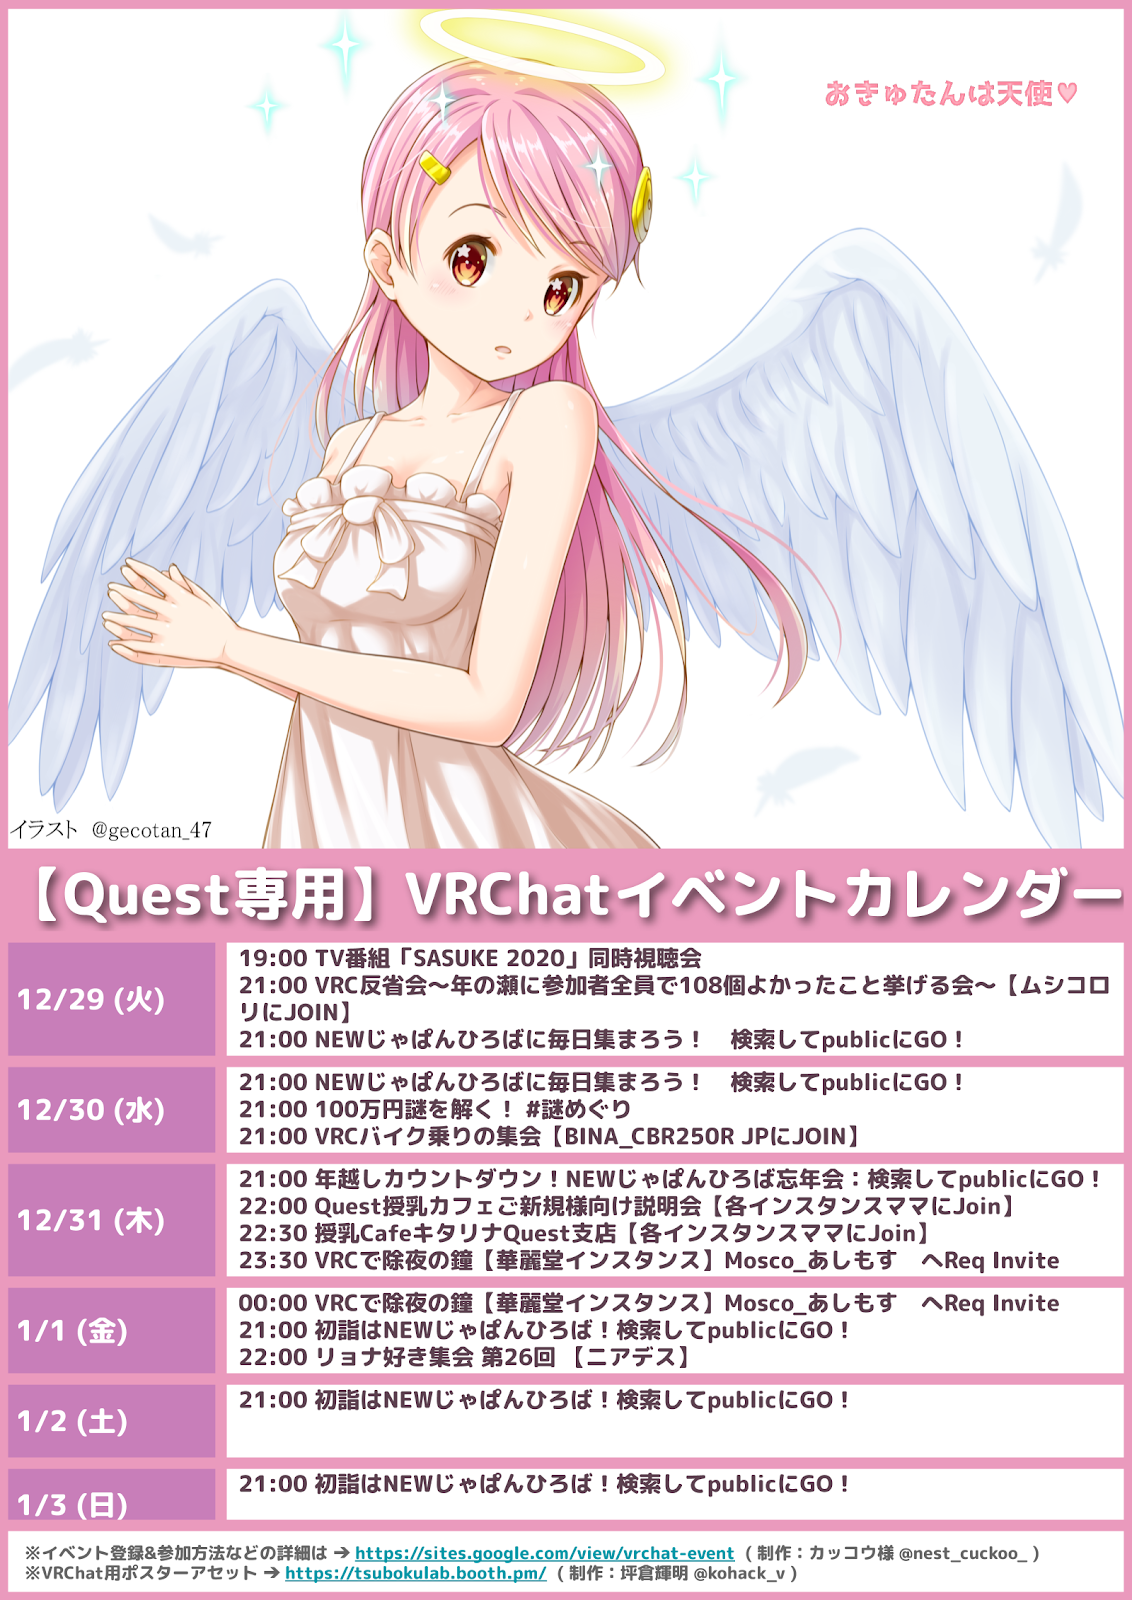 おきゅたんは天使♥
イラスト @gecotan_47
【Quest専用】VRChatイベントカレンダー
12/29 (火)
19:00 TV番組「SASUKE 2020」同時視聴会
21:00 VRC反省会～年の瀬に参加者全員で108個よかったこと挙げる会～【ムシコロ
リにJOIN】
21:00 NEWじゃぱんひろばに毎日集まろう！　検索してpublicにGO！
12/30 (水)
21:00 NEWじゃぱんひろばに毎日集まろう！　検索してpublicにGO！
21:00 100万円謎を解く！ #謎めぐり
21:00 VRCバイク乗りの集会【BINA_CBR250R JPにJOIN】
12/31 (木)
21:00 年越しカウントダウン！NEWじゃぱんひろば忘年会：検索してpublicにGO！
22:00 Quest授乳カフェご新規様向け説明会【各インスタンスママにJoin】
22:30 授乳CafeキタリナQuest支店【各インスタンスママにJoin】
23:30 VRCで除夜の鐘【華麗堂インスタンス】Mosco_あしもす　へReq Invite
1/1 (金)
00:00 VRCで除夜の鐘【華麗堂インスタンス】Mosco_あしもす　へReq Invite
21:00 初詣はNEWじゃぱんひろば！検索してpublicにGO！
22:00 リョナ好き集会 第26回 【ニアデス】
1/2 (土)
21:00 初詣はNEWじゃぱんひろば！検索してpublicにGO！
1/3 (日)
21:00 初詣はNEWじゃぱんひろば！検索してpublicにGO！
※イベント登録&参加方法などの詳細は ➔ https://sites.google.com/view/vrchat-event ( 制作：カッコウ様 @nest_cuckoo_ )
※VRChat用ポスターアセット ➔ https://tsubokulab.booth.pm/ ( 制作：坪倉輝明 @kohack_v )